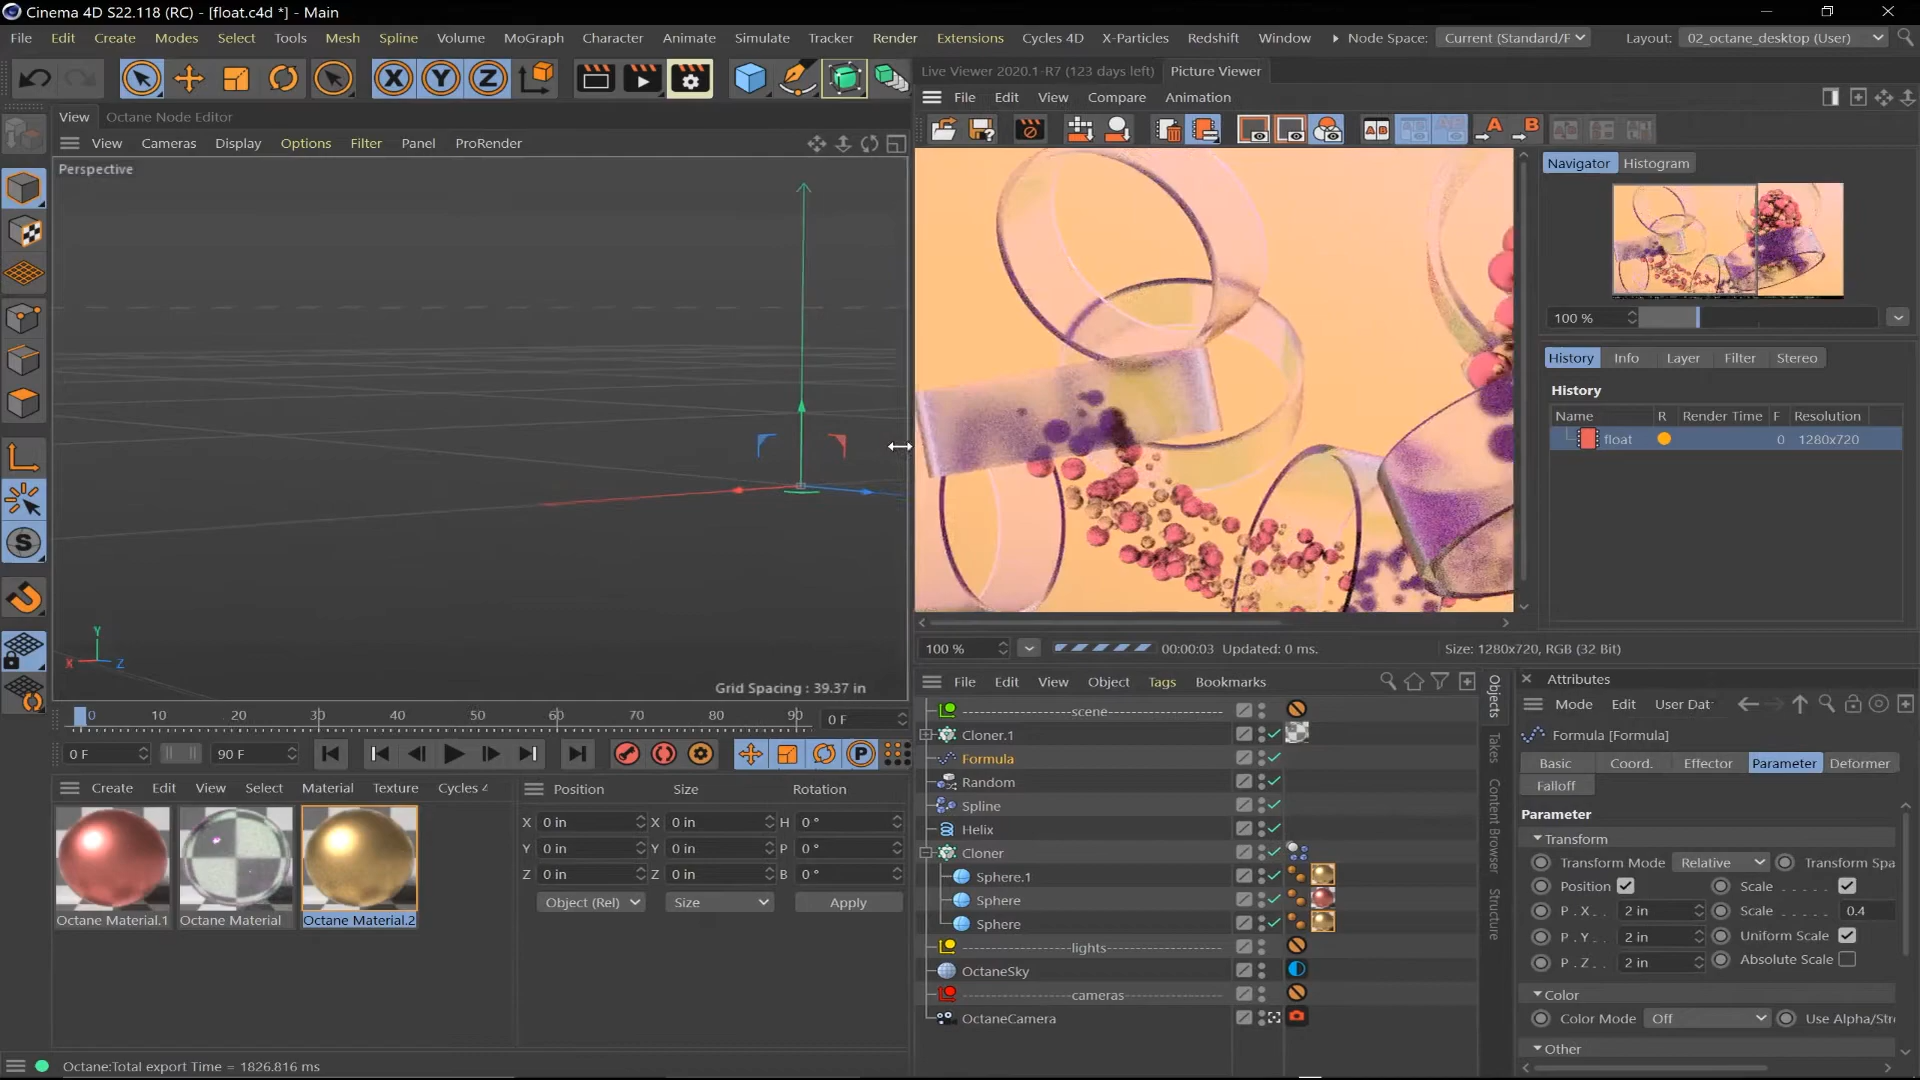 Cinema 4D S22.118 (RC) - [float.c4d *] - Main
File Edit Create Modes Select Tools Mesh Spline Volume MoGraph Character Animate Simulate Tracker Render Extensions Cycles 4D X-Particles Redshift Window Node Space: Current (Standard/F Layout: 02_octane_desktop (User)
Live Viewer 2020.1-R7 (123 days left) Picture Viewer
File Edit View Compare Animation
View Octane Node Editor
View Cameras Display Options Filter Panel ProRender
Perspective
Navigator Histogram
100 %
History Info Layer Filter Stereo
History
Name R Render Time F Resolution
float 0 1280x720
Y
X Z
Grid Spacing : 39.37 in
100 % 00:00:03 Updated: 0 ms. Size: 1280x720, RGB (32 Bit)
0 10 20 30 40 50 60 70 80 90 0 F
0 F 90 F
Create Edit View Select Material Texture Cycles 4
Octane Material.1 Octane Material Octane Material.2
Position Size Rotation
X 0 in X 0 in H 0 °
Y 0 in Y 0 in P 0 °
Z 0 in Z 0 in B 0 °
Object (Rel) Size Apply
File Edit View Object Tags Bookmarks
scene
Cloner.1
Formula
Random
Spline
Helix
Cloner
Sphere.1
Sphere
Sphere
lights
OctaneSky
cameras
OctaneCamera
Objects
Takes
Content Browser
Structure
Attributes
Mode Edit User Dat
Formula [Formula]
Basic Coord. Effector Parameter Deformer
Falloff
Parameter
Transform
Transform Mode Relative Transform Spa
Position Scale
P . X 2 in Scale 0.4
P . Y 2 in Uniform Scale
P . Z 2 in Absolute Scale
Color
Color Mode Off Use Alpha/Str
Other
Octane:Total export Time = 1826.816 ms